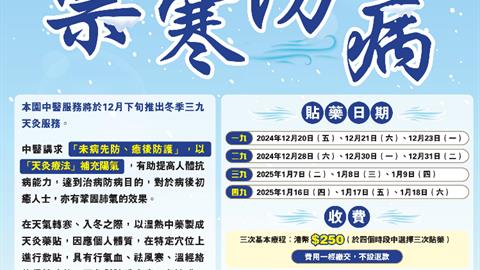 禦寒防病
本園中醫服務將於12月下旬推出冬季三九
天灸服務。
中醫講求「未病先防、癒後防護」，以
「天灸療法」補充陽氣，有助提高人體抗
病能力，達到治病防病目的，對於病後初
癒人士，亦有鞏固肺氣的效用。
在天氣轉寒、入冬之際，以溫熱中藥製成
天灸藥貼，因應個人體質，在特定穴位上
進行敷貼，具有行氣血、祛風寒、溫經絡
貼藥日期
一九 2024年12月20日（五）、12月21日（六）、12月23日（一）
二九 2024年12月28日（六）、12月30日（一）、12月31日（二）
三九 2025年1月7日（二）、1月8日（三）、1月9日（四）
四九 2025年1月16日（四）、1月17日（五）、1月18日（六）
收費
三次基本療程：港幣$250（於四個時段中選擇三次貼藥）
費用一經繳交，不設退款